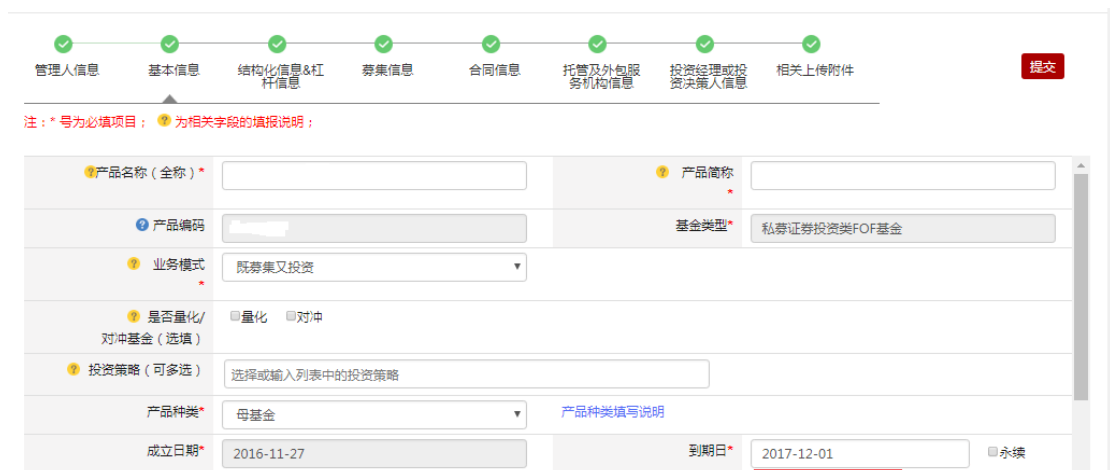 管理人信息 基本信息 结构化信息&杠 募集信息 合同信息 托管及外包服 投资经理或投 相关上传附件 提交
杆信息 务机构信息 资决策人信息
注：* 号为必填项目； ? 为相关字段的填报说明；
? 产品名称（全称）* ? 产品简称
*
? 产品编码 基金类型* 私募证券投资类FOF基金
? 业务模式 既募集又投资
*
? 是否量化/ 量化 对冲
对冲基金（选填）
? 投资策略（可多选） 选择或输入列表中的投资策略
产品种类* 母基金 产品种类填写说明
成立日期* 2016-11-27 到期日* 2017-12-01 永续